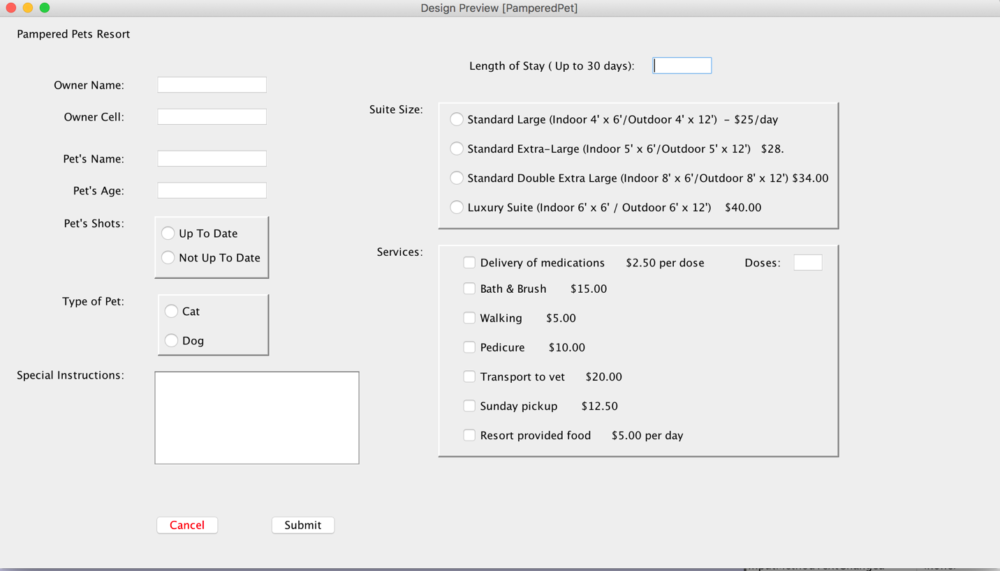 Design Preview [PamperedPet]
Pampered Pets Resort
Length of Stay ( Up to 30 days):
Owner Name:
Owner Cell:
Pet's Name:
Pet's Age:
Pet's Shots:
Up To Date
Not Up To Date
Type of Pet:
Cat
Dog
Special Instructions:
Suite Size:
Standard Large (Indoor 4' x 6'/Outdoor 4' x 12') - $25/day
Standard Extra-Large (Indoor 5' x 6'/Outdoor 5' x 12') $28.
Standard Double Extra Large (Indoor 8' x 6'/Outdoor 8' x 12') $34.00
Luxury Suite (Indoor 6' x 6' / Outdoor 6' x 12') $40.00
Services:
Delivery of medications $2.50 per dose Doses:
Bath & Brush $15.00
Walking $5.00
Pedicure $10.00
Transport to vet $20.00
Sunday pickup $12.50
Resort provided food $5.00 per day
Cancel Submit